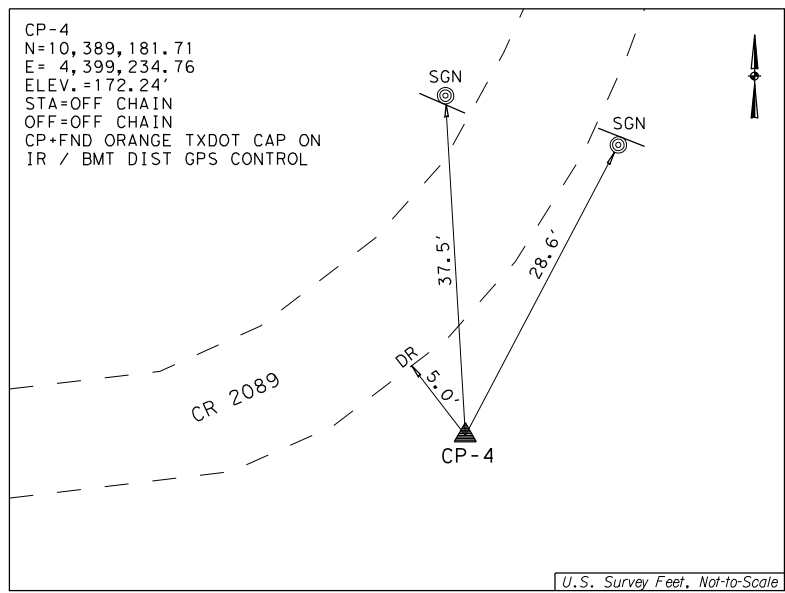 CP-4
N=10,389,181.71
E= 4,399,234.76
ELEV.=172.24'
STA=OFF CHAIN
OFF=OFF CHAIN
CP+FND ORANGE TXDOT CAP ON
IR / BMT DIST GPS CONTROL
SGN
SGN
37.5'
28.6'
DR
5.0'
CR 2089
CP-4
U.S. Survey Feet, Not-to-Scale